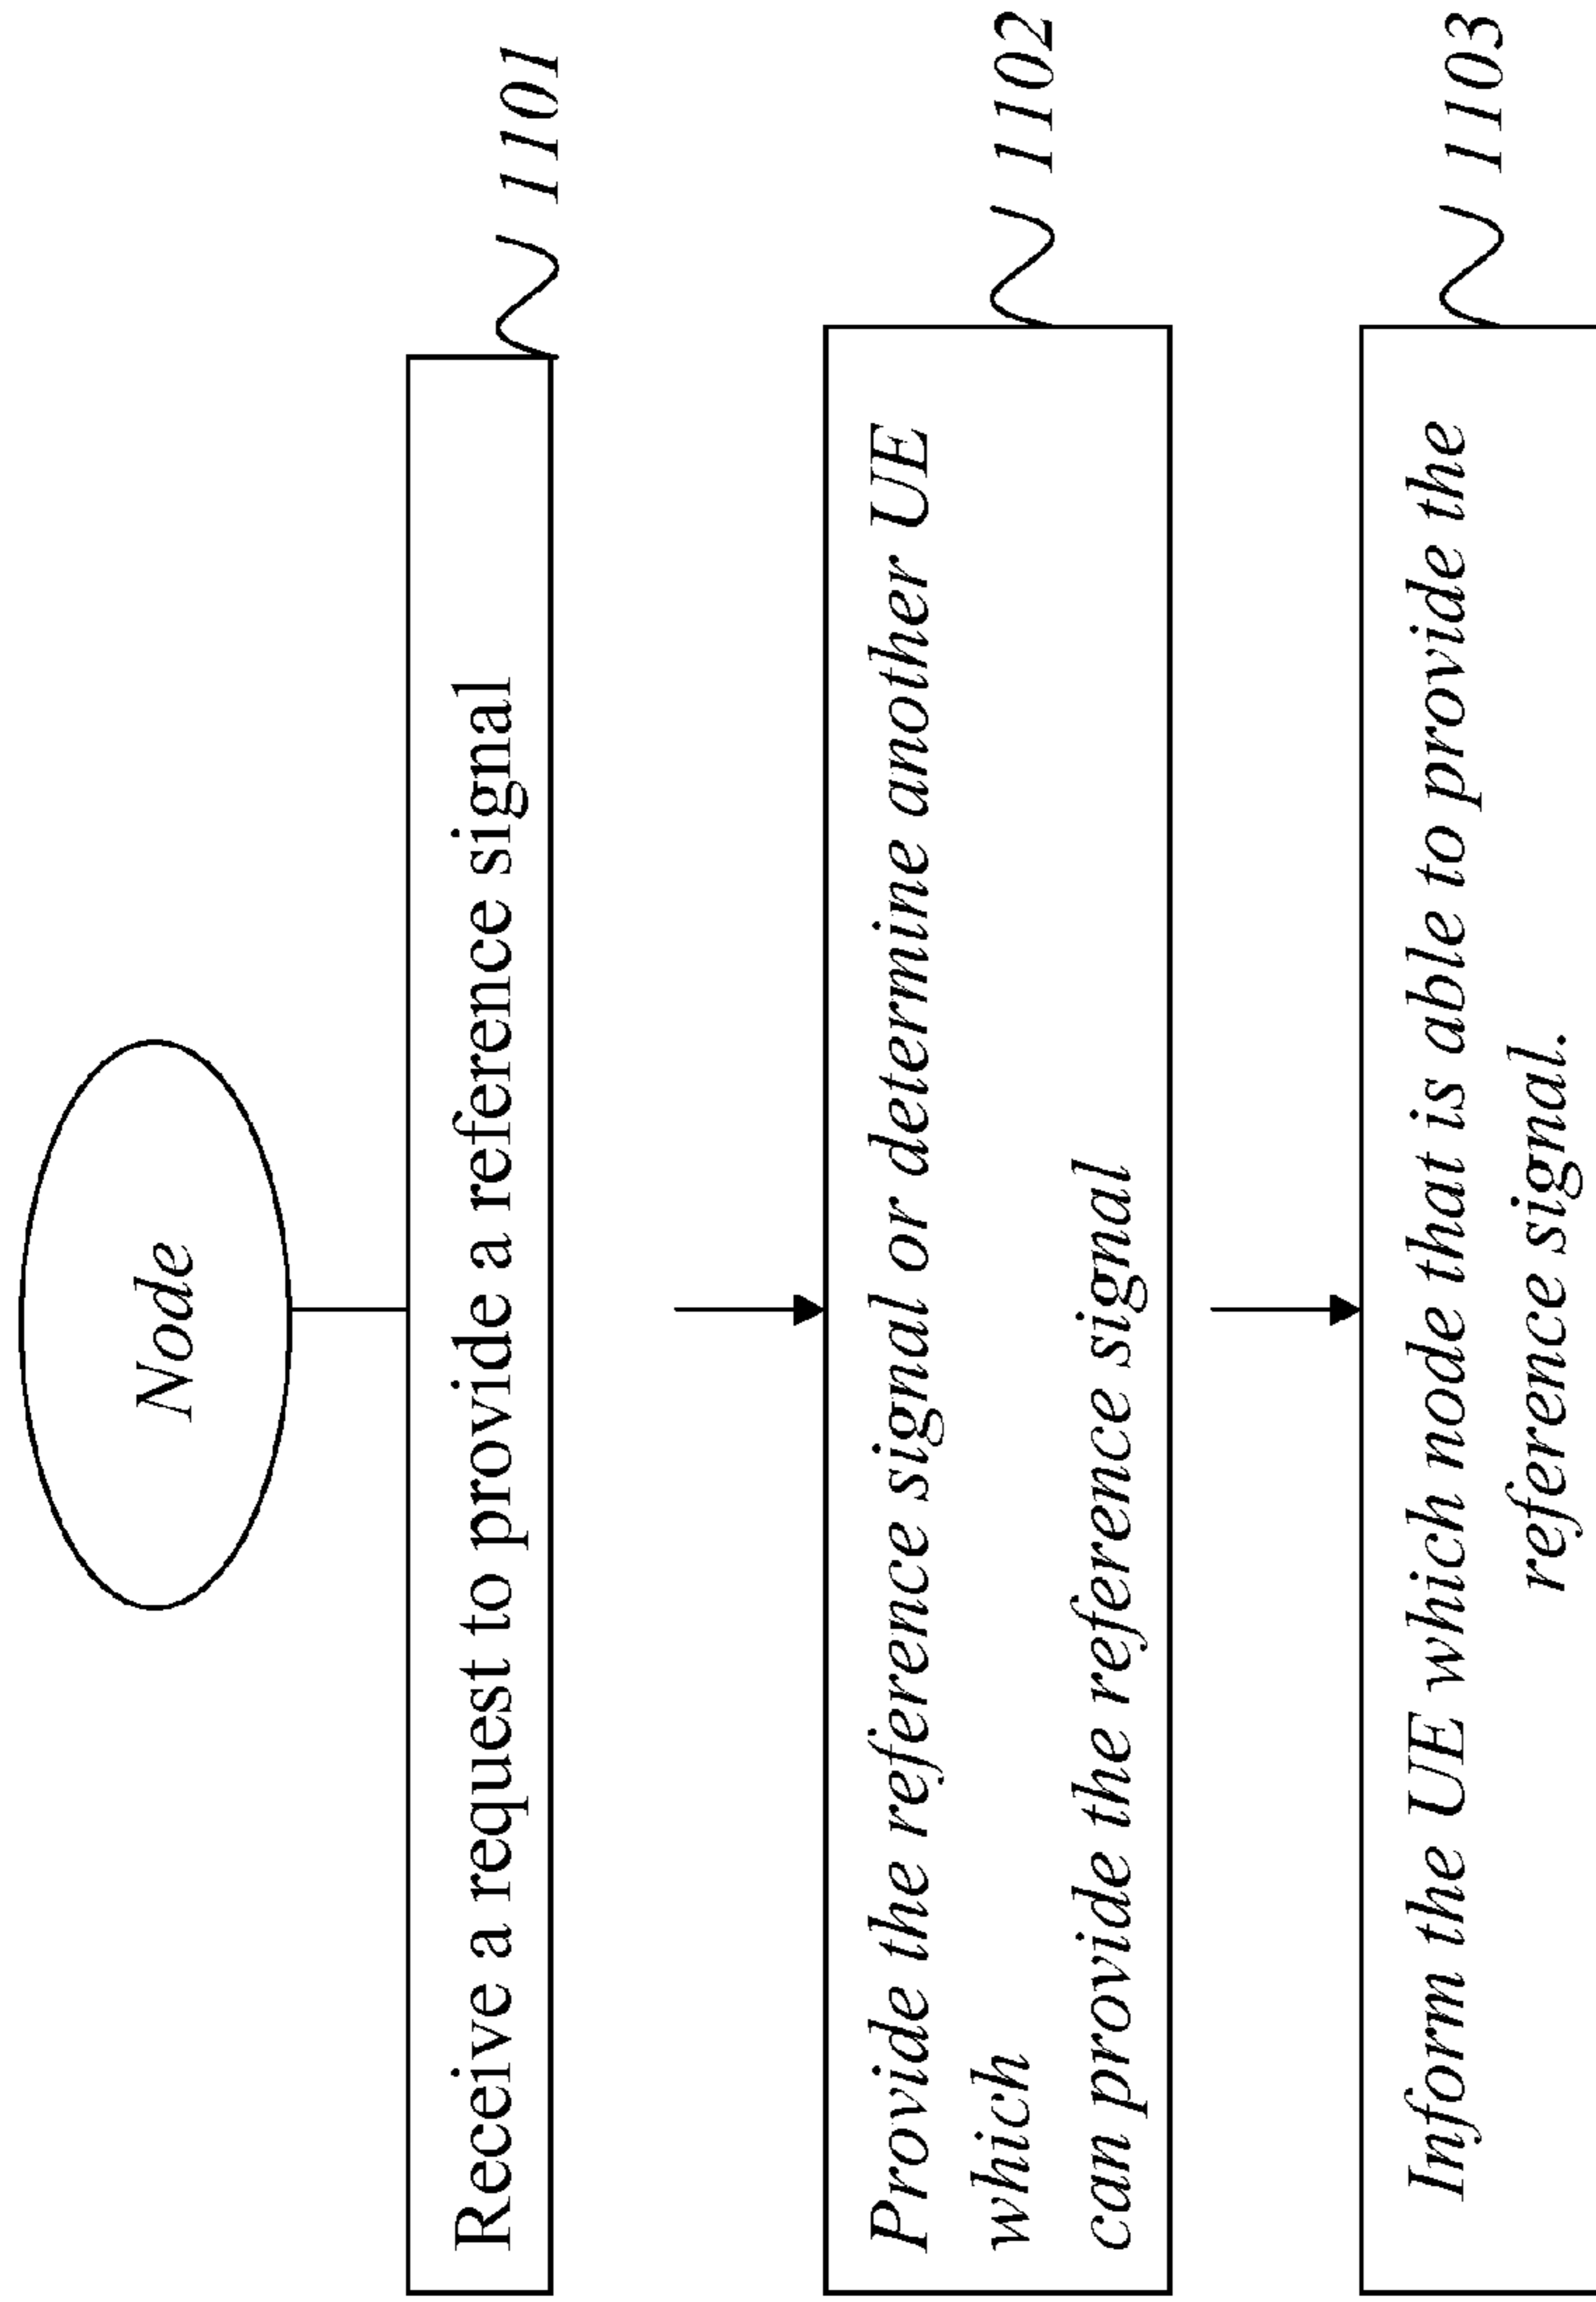 Node
Receive a request to provide a reference signal
1101
Provide the reference signal or determine another UE
which
can provide the reference signal
1102
Inform the UE which node that is able to provide the
reference signal.
1103